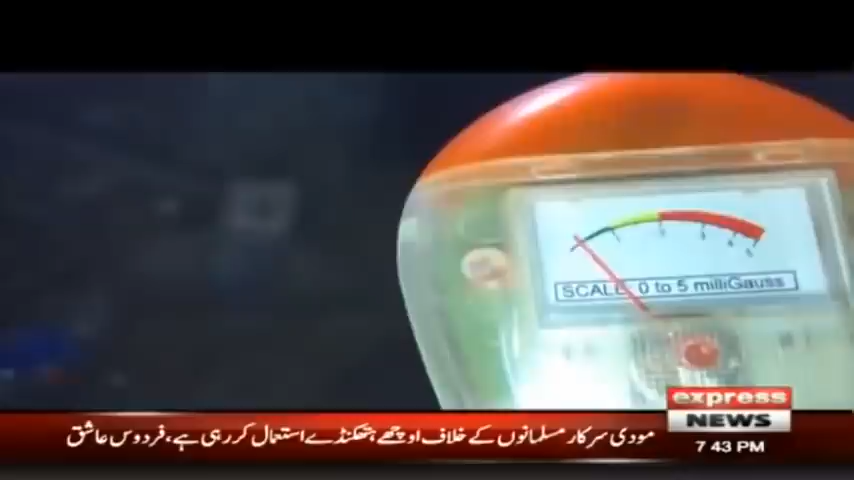 SCALE: 0 to 5 milliGauss
express
NEWS
مودی سرکار مسلمانوں کے خلاف اوچھے ہتھکنڈے استعمال کر رہی ہے، فردوس عاشق
7 43 PM